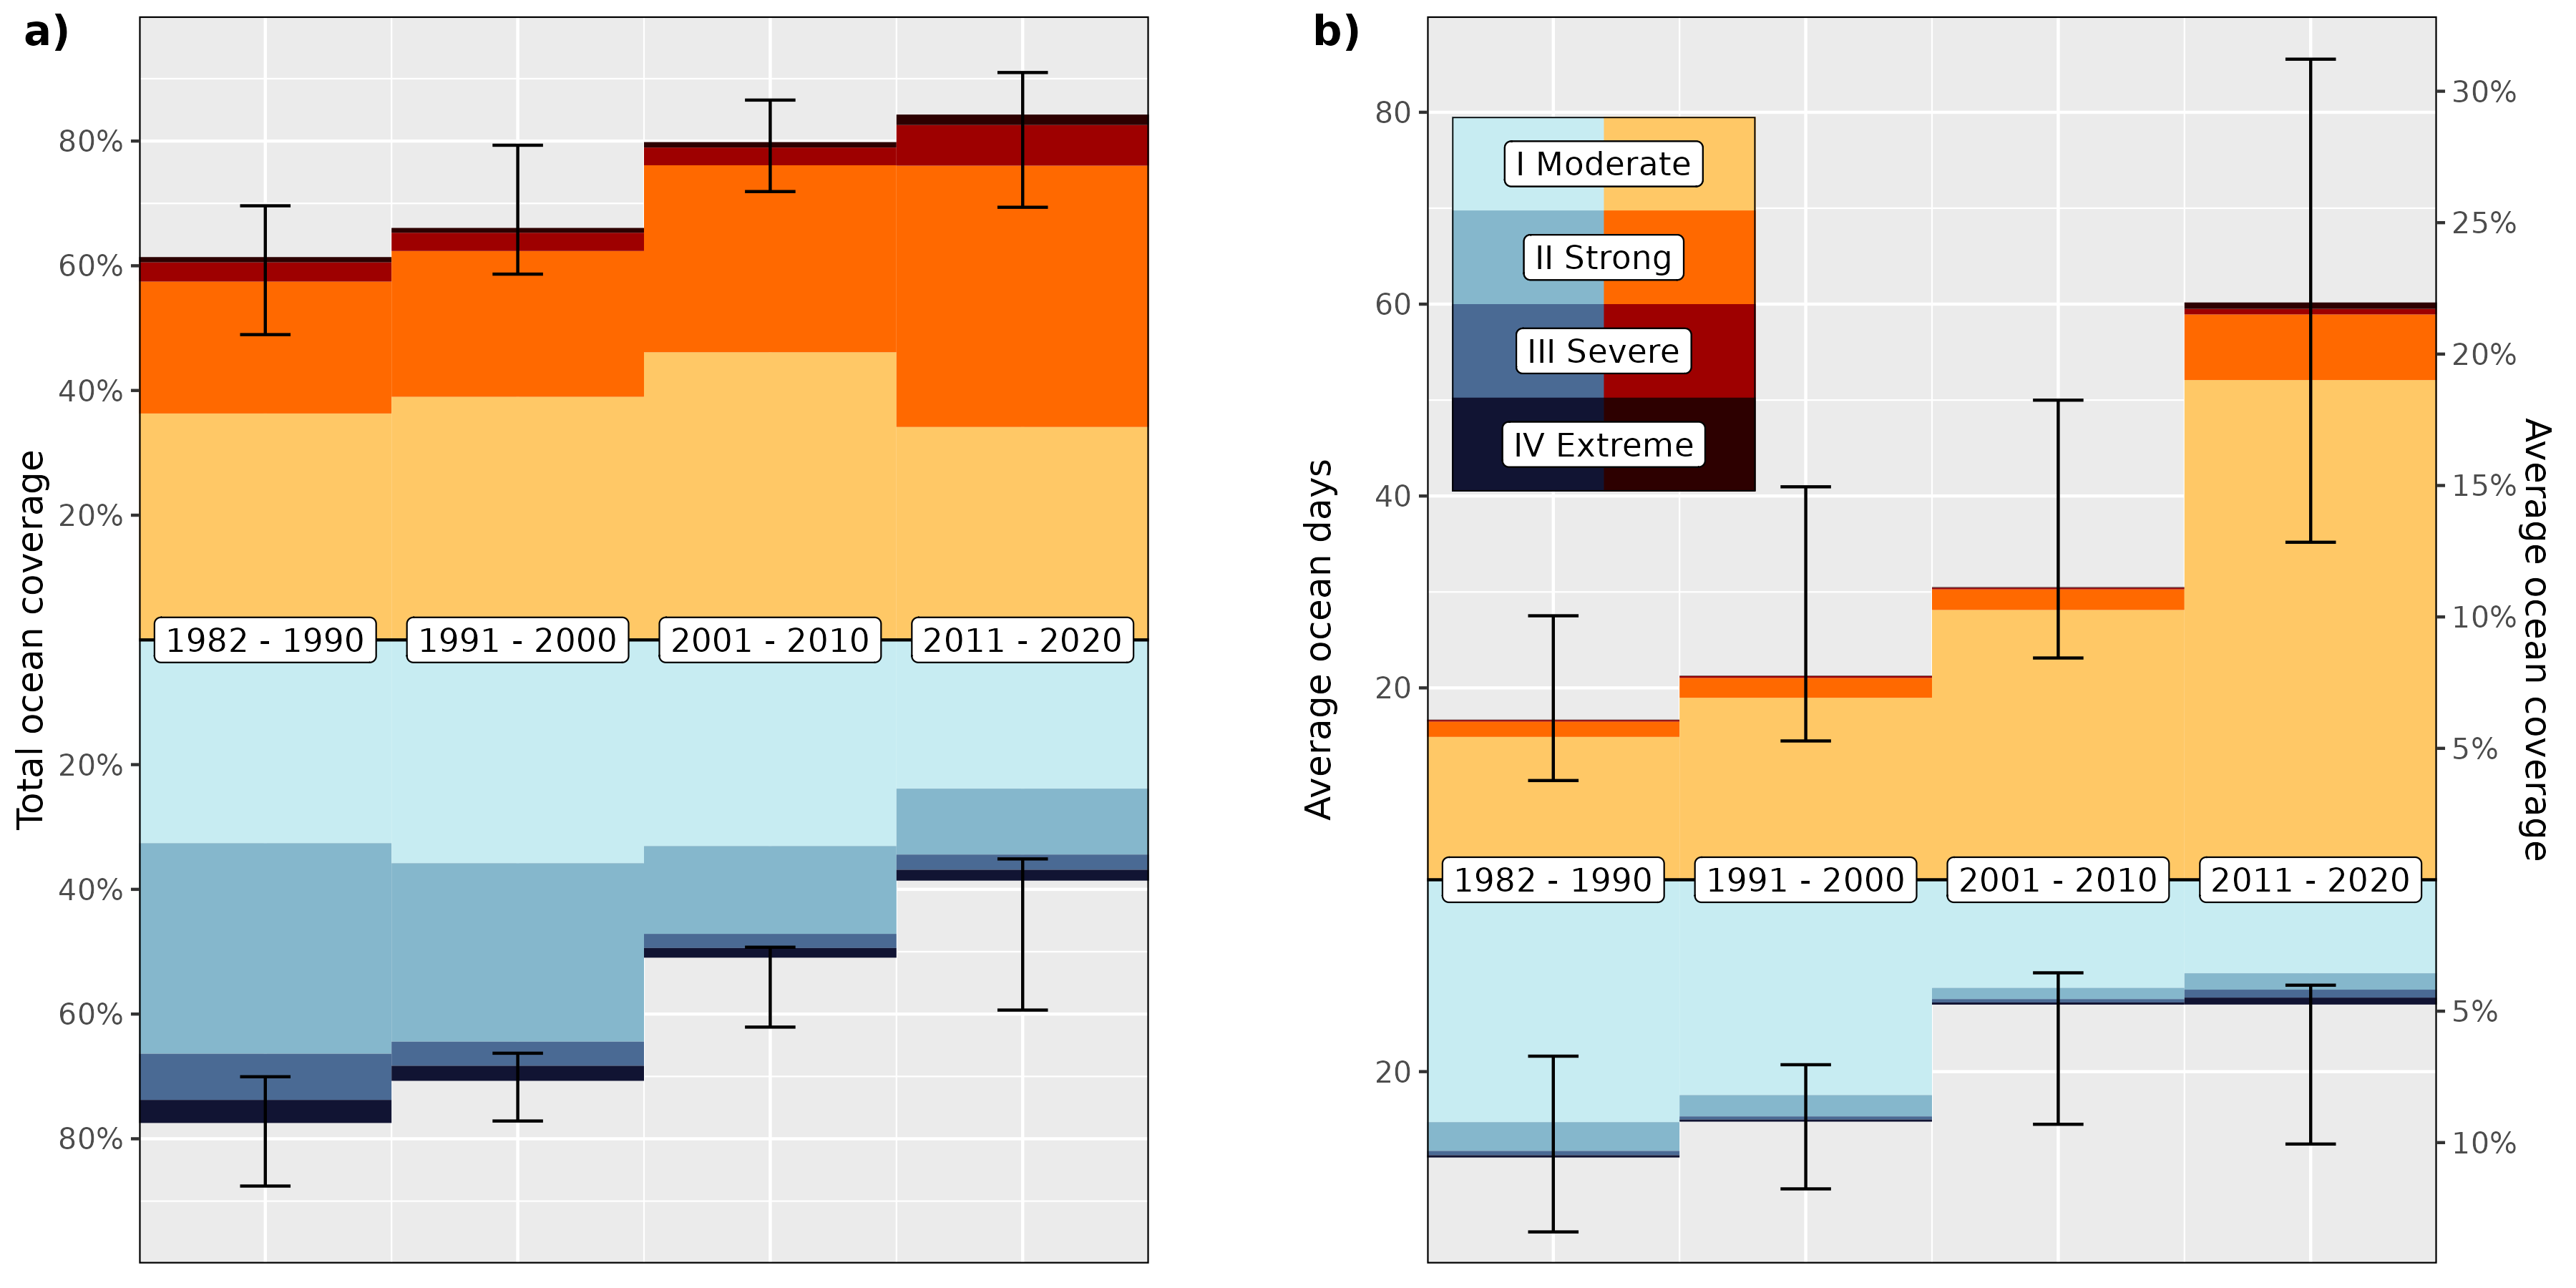 a)
Total ocean coverage
80%
60%
40%
20%
1982 - 1990
1991 - 2000
2001 - 2010
2011 - 2020
20%
40%
60%
80%
b)
Average ocean days
80
60
40
20
20
I Moderate
II Strong
III Severe
IV Extreme
1982 - 1990
1991 - 2000
2001 - 2010
2011 - 2020
30%
25%
20%
15%
10%
5%
5%
10%
Average ocean coverage